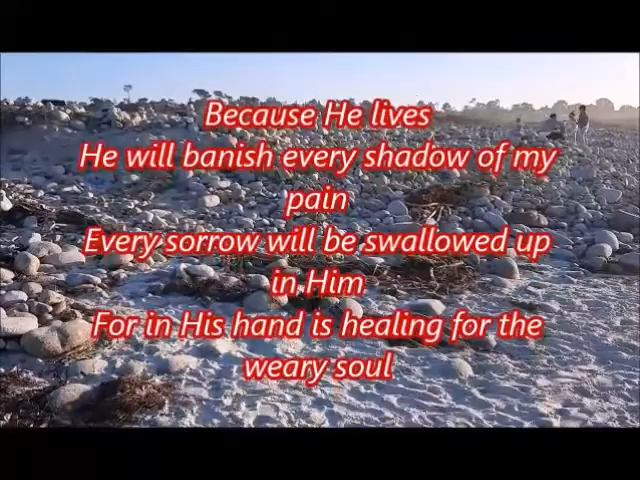 Because He lives
He will banish every shadow of my
pain
Every sorrow will be swallowed up
in Him
For in His hand is healing for the
weary soul